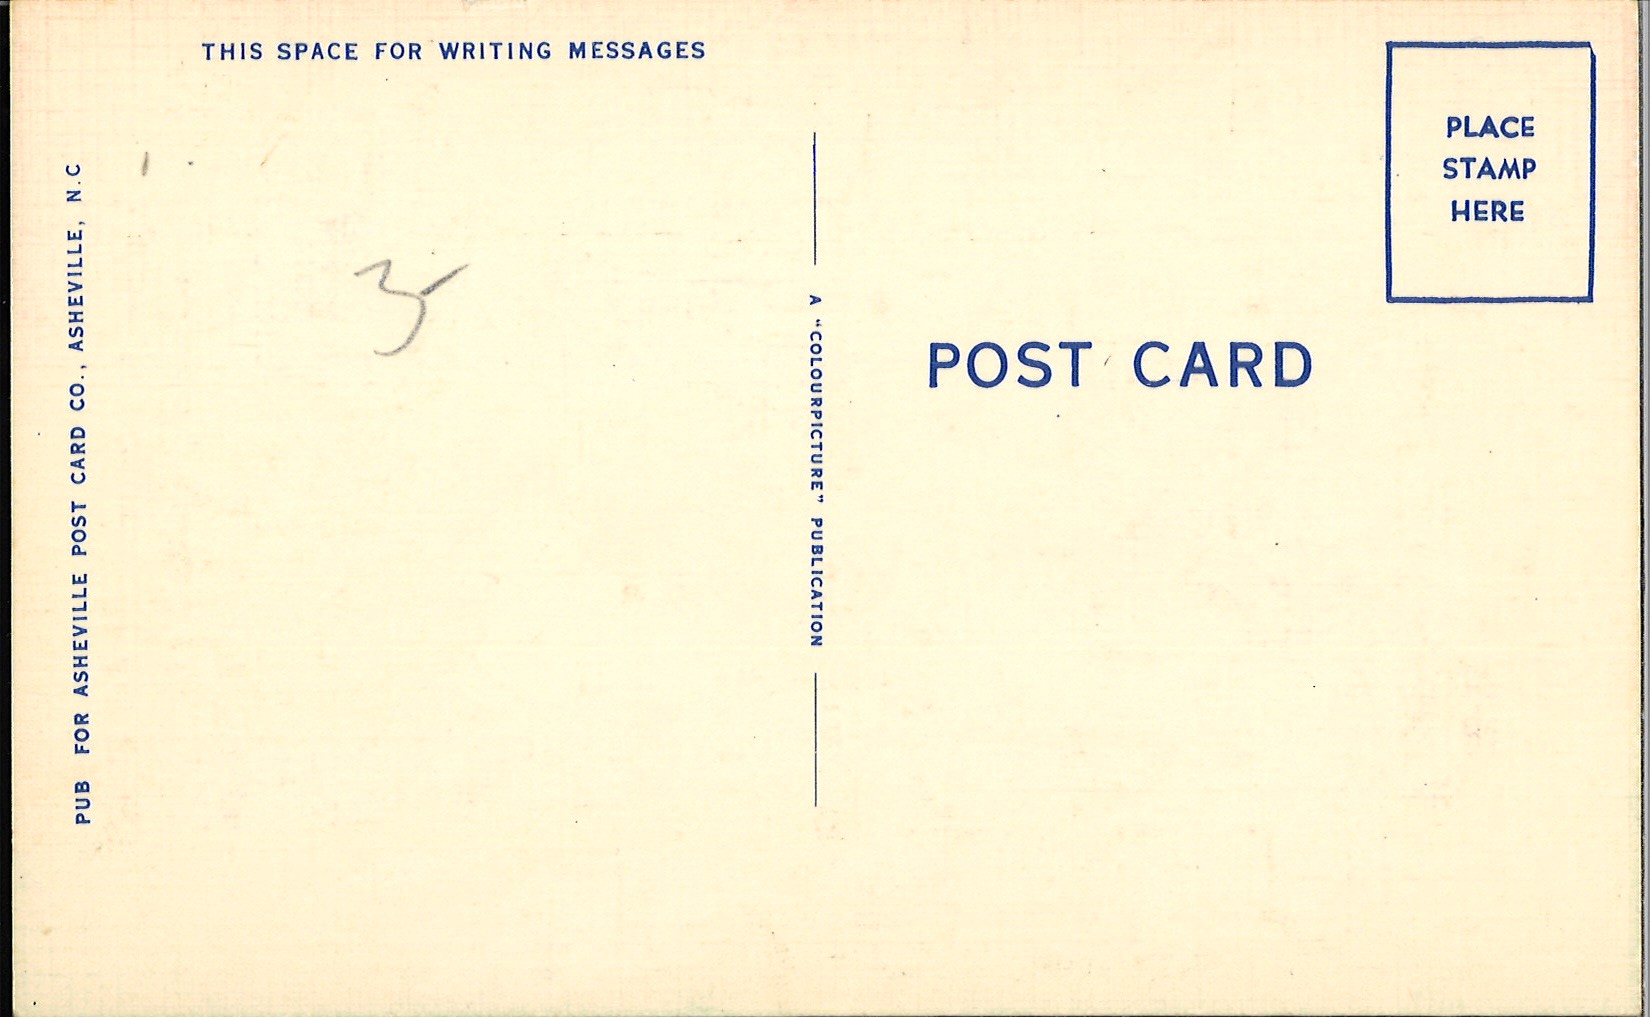 THIS SPACE FOR WRITING MESSAGES
PUB FOR ASHEVILLE POST CARD CO., ASHEVILLE, N.C
A "COLOURPICTURE" PUBLICATION
PLACE
STAMP
HERE
POST CARD